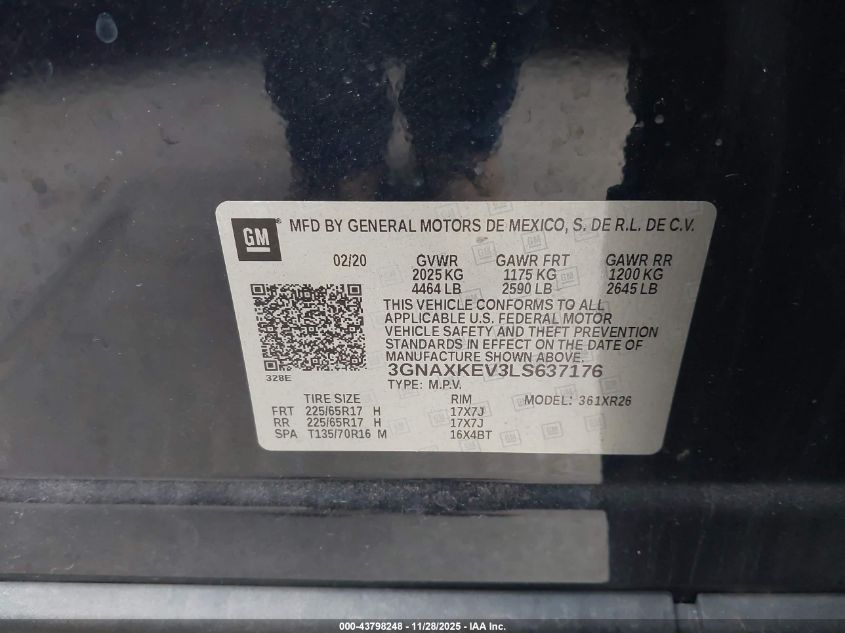 GM MFD BY GENERAL MOTORS DE MEXICO, S. DE R.L. DE C.V.
02/20 GVWR GAWR FRT GAWR RR
2025 KG 1175 KG 1200 KG
4464 LB 2590 LB 2645 LB
THIS VEHICLE CONFORMS TO ALL
APPLICABLE U.S. FEDERAL MOTOR
VEHICLE SAFETY AND THEFT PREVENTION
STANDARDS IN EFFECT ON THE DATE OF
MANUFACTURE SHOWN ABOVE.
3GNAXKEV3LS637176
328E TYPE: M.P.V.
TIRE SIZE RIM MODEL: 361XR26
FRT 225/65R17 H 17X7J
RR 225/65R17 H 17X7J
SPA T135/70R16 M 16X4BT
000-43798248 - 11/28/2025 - IAA Inc.